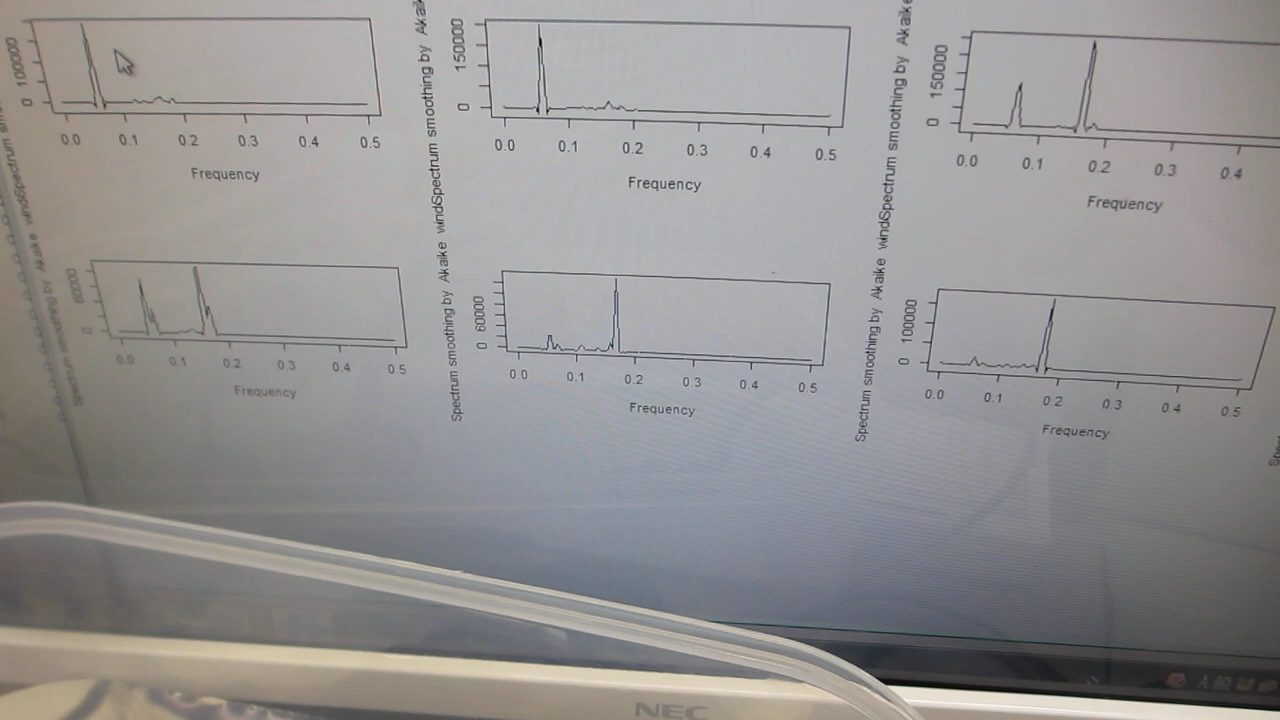 0 100000
0.0 0.1 0.2 0.3 0.4 0.5
Frequency
Spectrum smoothing by Akaike wind
0 150000
0.0 0.1 0.2 0.3 0.4 0.5
Frequency
Spectrum smoothing by Akaike wind
0 150000
0.0 0.1 0.2 0.3 0.4
Frequency
Spectrum smoothing by Akaike
0 60000
0.0 0.1 0.2 0.3 0.4 0.5
Frequency
Spectrum smoothing by Akaike
0 60000
0.0 0.1 0.2 0.3 0.4 0.5
Frequency
Spectrum smoothing by Akaike
0 100000
0.0 0.1 0.2 0.3 0.4 0.5
Frequency
A 般
NEC